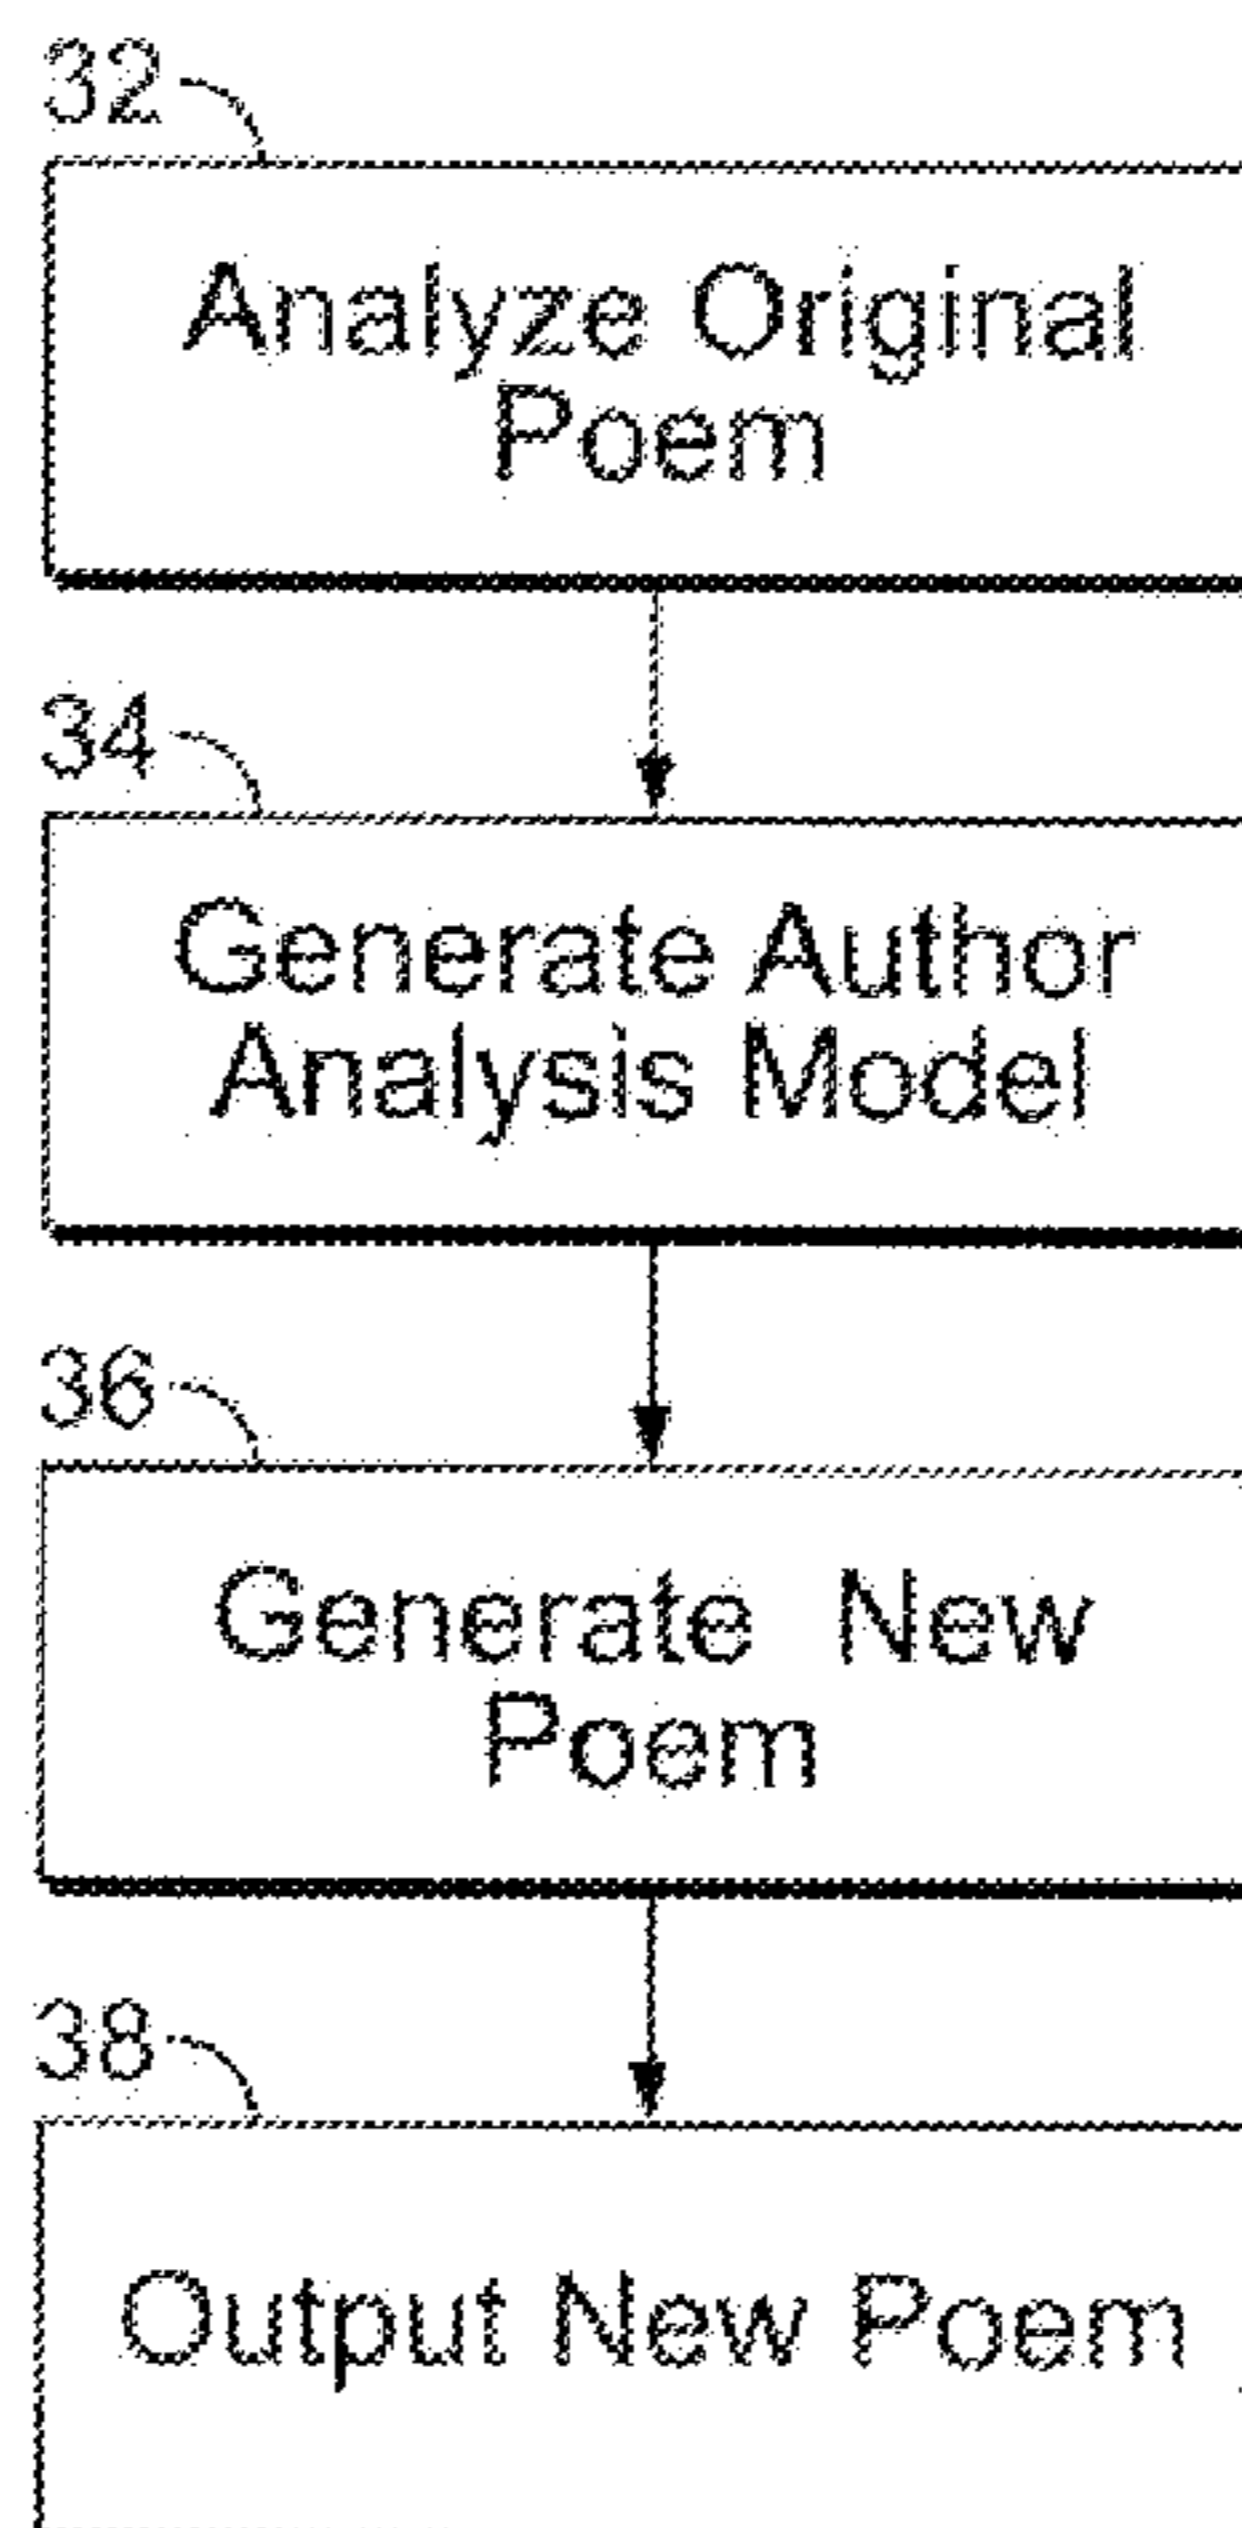 32
Analyze Original
Poem
34
Generate Author
Analysis Model
36
Generate New
Poem
38
Output New Poem